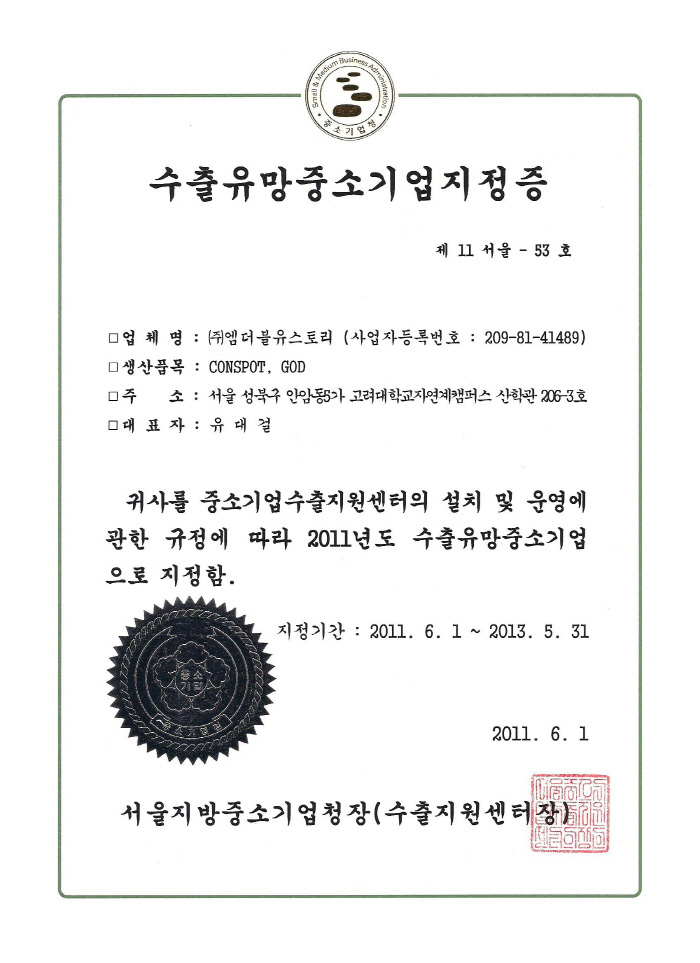 Small & Medium Business Administration
중소기업청
수출유망중소기업지정증
제 11 서울 - 53 호
□ 업 체 명 : ㈜엠더블유스토리 (사업자등록번호 : 209-81-41489)
□ 생산품목 : CONSPOT, GOD
□ 주 소 : 서울 성북구 안암동5가 고려대학교자연계캠퍼스 산학관 206-3호
□ 대 표 자 : 유 대 걸
귀사를 중소기업수출지원센터의 설치 및 운영에
관한 규정에 따라 2011년도 수출유망중소기업
으로 지정함.
지정기간 : 2011. 6. 1 ~ 2013. 5. 31
중소
기업청
2011. 6. 1
서울지방중소기업청장(수출지원센터장)